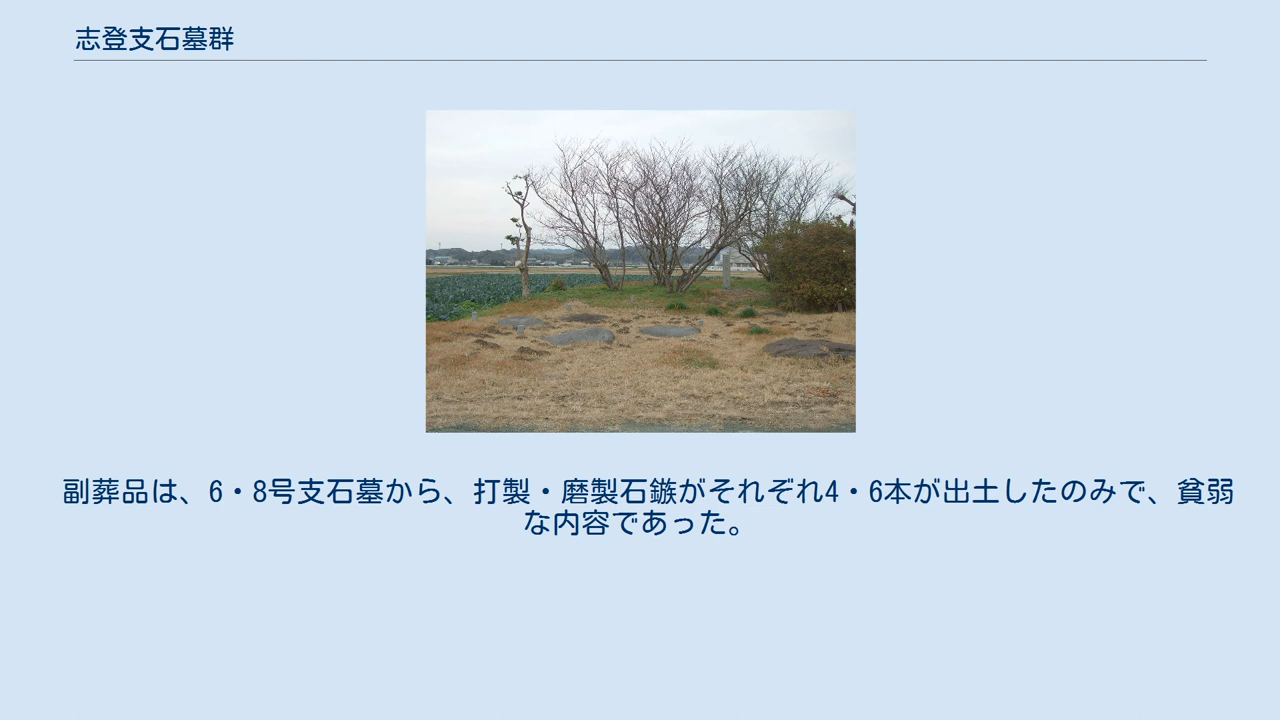 志登支石墓群
副葬品は、6・8号支石墓から、打製・磨製石鏃がそれぞれ4・6本が出土したのみで、貧弱
な内容であった。